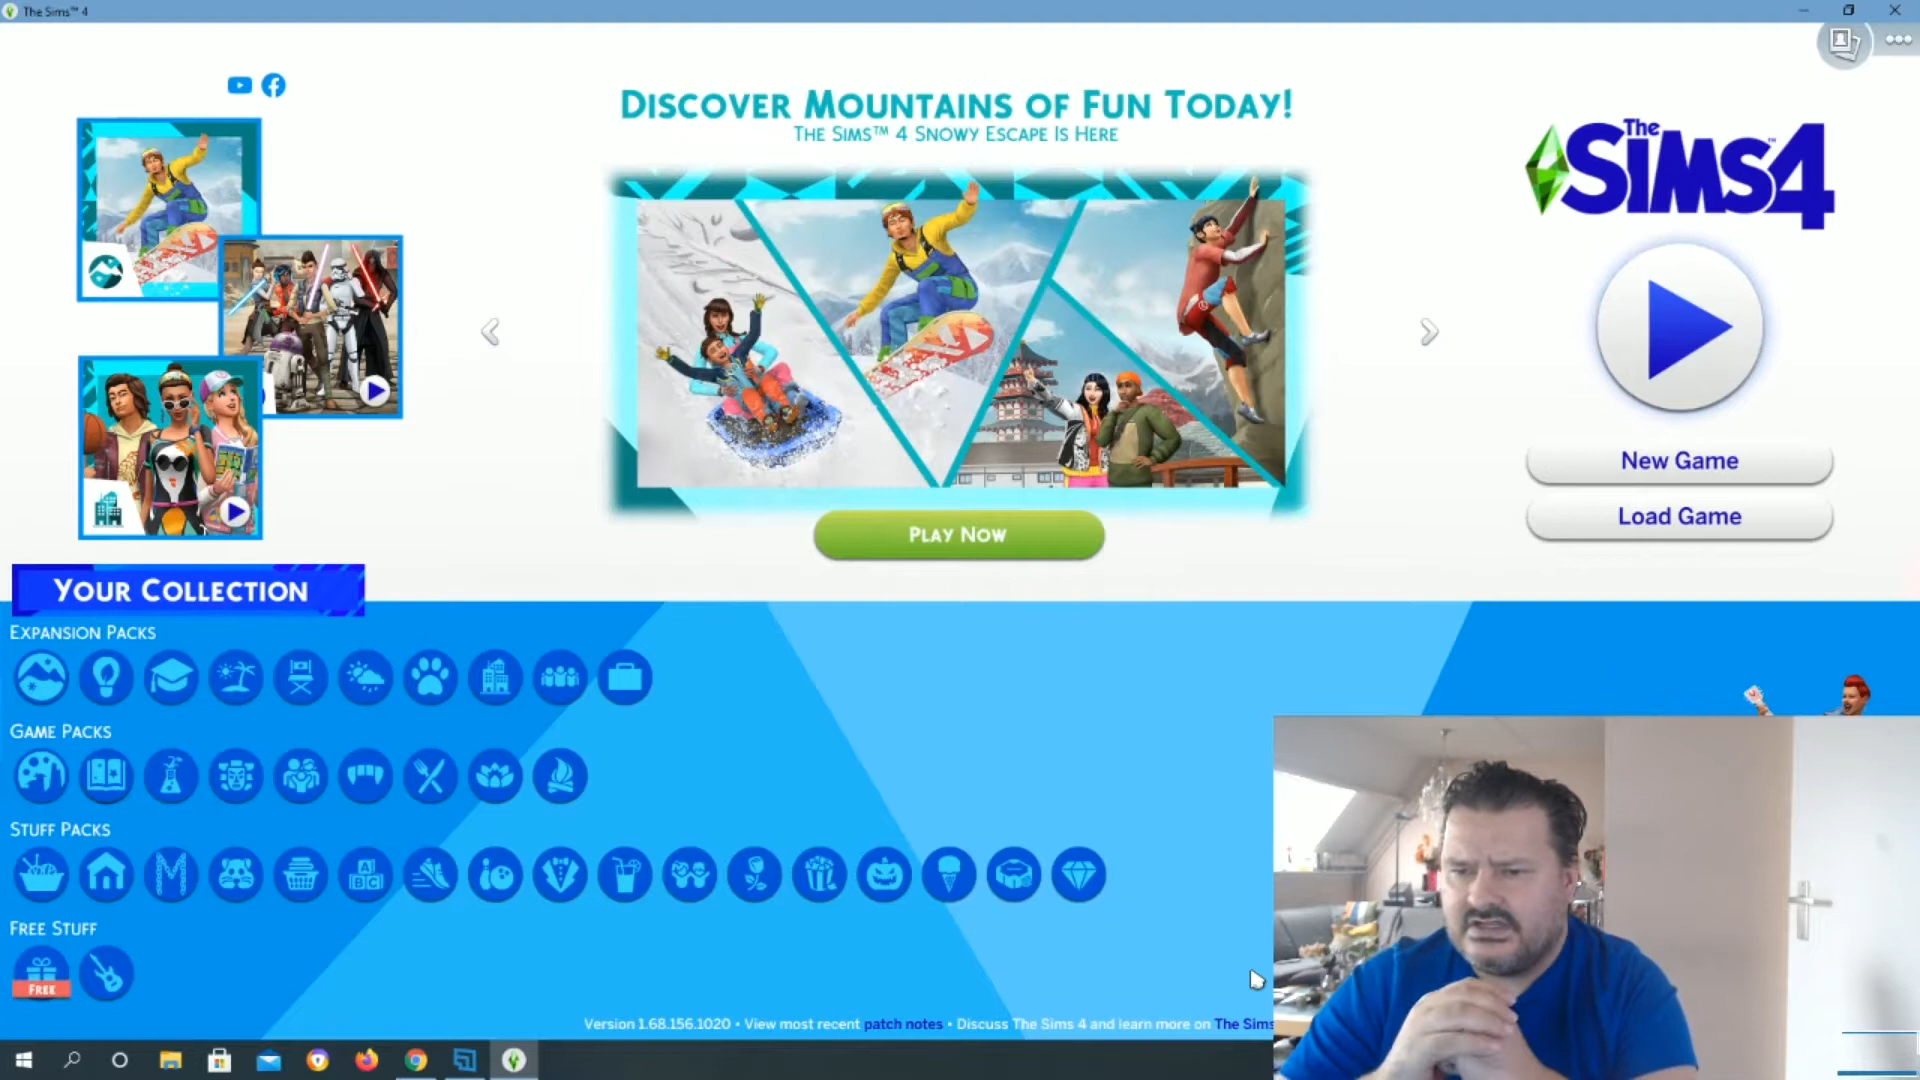 The Sims™ 4
DISCOVER MOUNTAINS OF FUN TODAY!
THE SIMS™ 4 SNOWY ESCAPE IS HERE
PLAY NOW
THE SIMS 4™
New Game
Load Game
YOUR COLLECTION
EXPANSION PACKS
GAME PACKS
STUFF PACKS
A
B C
FREE STUFF
FREE
Version 1.68.156.1020 • View most recent patch notes • Discuss The Sims 4 and learn more on The Sims